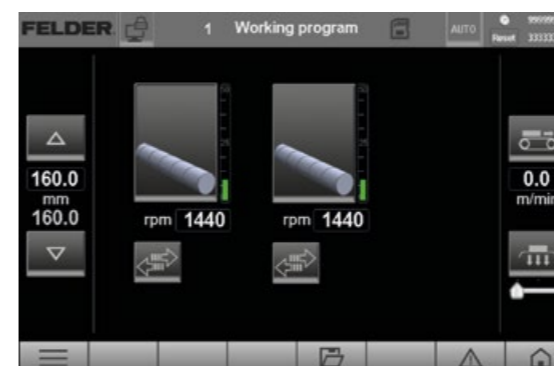 FELDER
1 Working program
AUTO
Reset
160.0
mm
160.0
rpm 1440
rpm 1440
0.0
m/min